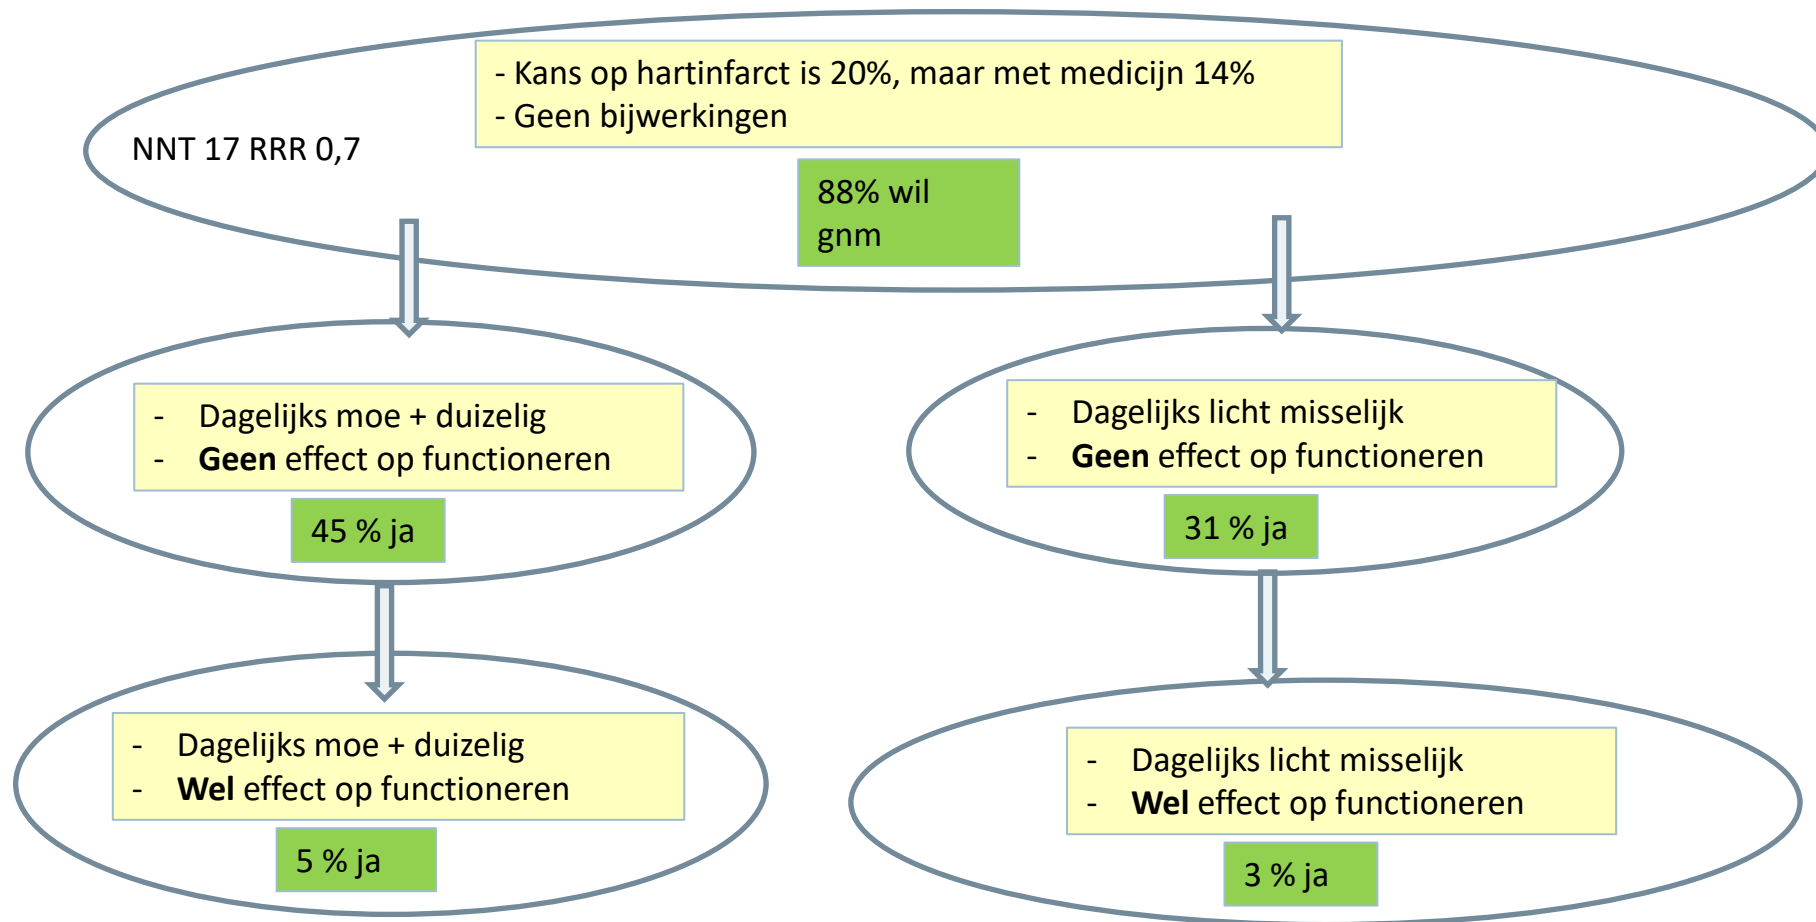 - Kans op hartinfarct is 20%, maar met medicijn 14%
- Geen bijwerkingen
NNT 17 RRR 0,7
88% wil
gnm
- Dagelijks moe + duizelig
- Geen effect op functioneren
45 % ja
- Dagelijks licht misselijk
- Geen effect op functioneren
31 % ja
- Dagelijks moe + duizelig
- Wel effect op functioneren
5 % ja
- Dagelijks licht misselijk
- Wel effect op functioneren
3 % ja